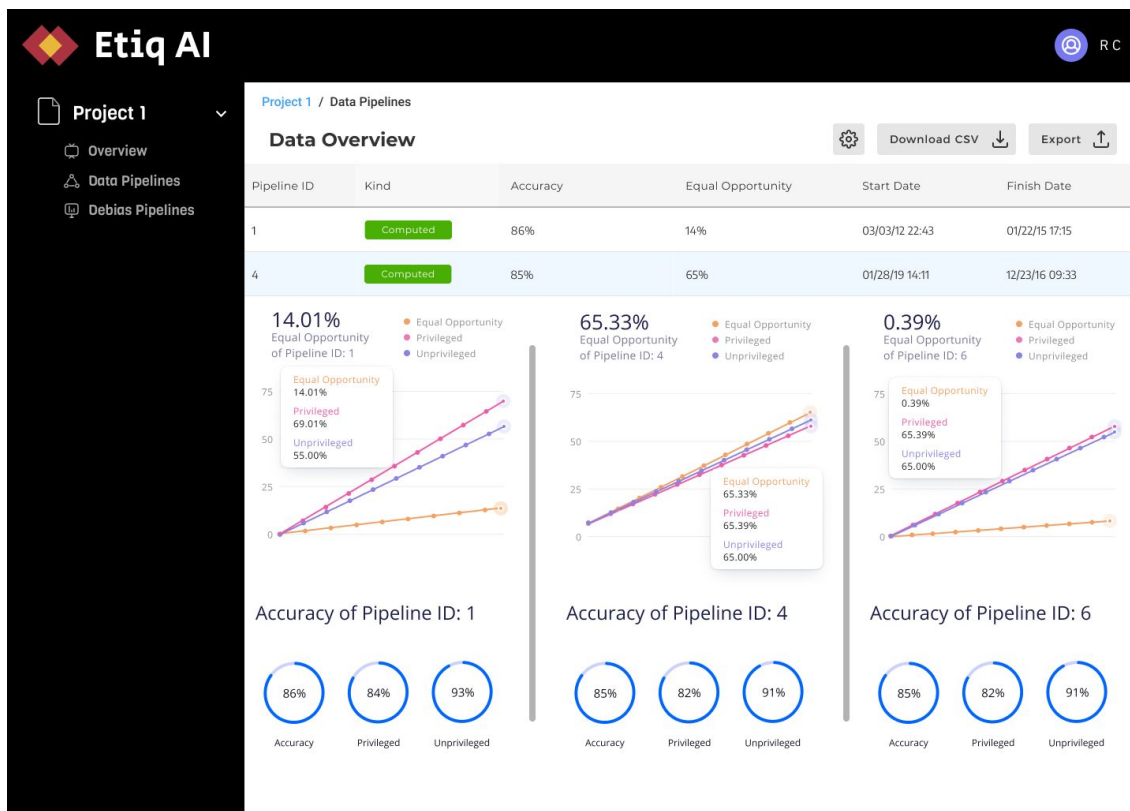 Etiq AI
R C
Project 1
Overview
Data Pipelines
Debias Pipelines
Project 1 / Data Pipelines
Data Overview
Download CSV
Export
Pipeline ID Kind Accuracy Equal Opportunity Start Date Finish Date
1 Computed 86% 14% 03/03/12 22:43 01/22/15 17:15
4 Computed 85% 65% 01/28/19 14:11 12/23/16 09:33
14.01%
Equal Opportunity
of Pipeline ID: 1
Equal Opportunity
Privileged
Unprivileged
75
50
25
0
Equal Opportunity
14.01%
Privileged
69.01%
Unprivileged
55.00%
65.33%
Equal Opportunity
of Pipeline ID: 4
Equal Opportunity
Privileged
Unprivileged
75
50
25
0
Equal Opportunity
65.33%
Privileged
65.39%
Unprivileged
65.00%
0.39%
Equal Opportunity
of Pipeline ID: 6
Equal Opportunity
Privileged
Unprivileged
75
50
25
0
Equal Opportunity
0.39%
Privileged
65.39%
Unprivileged
65.00%
Accuracy of Pipeline ID: 1
86% 84% 93%
Accuracy Privileged Unprivileged
Accuracy of Pipeline ID: 4
85% 82% 91%
Accuracy Privileged Unprivileged
Accuracy of Pipeline ID: 6
85% 82% 91%
Accuracy Privileged Unprivileged